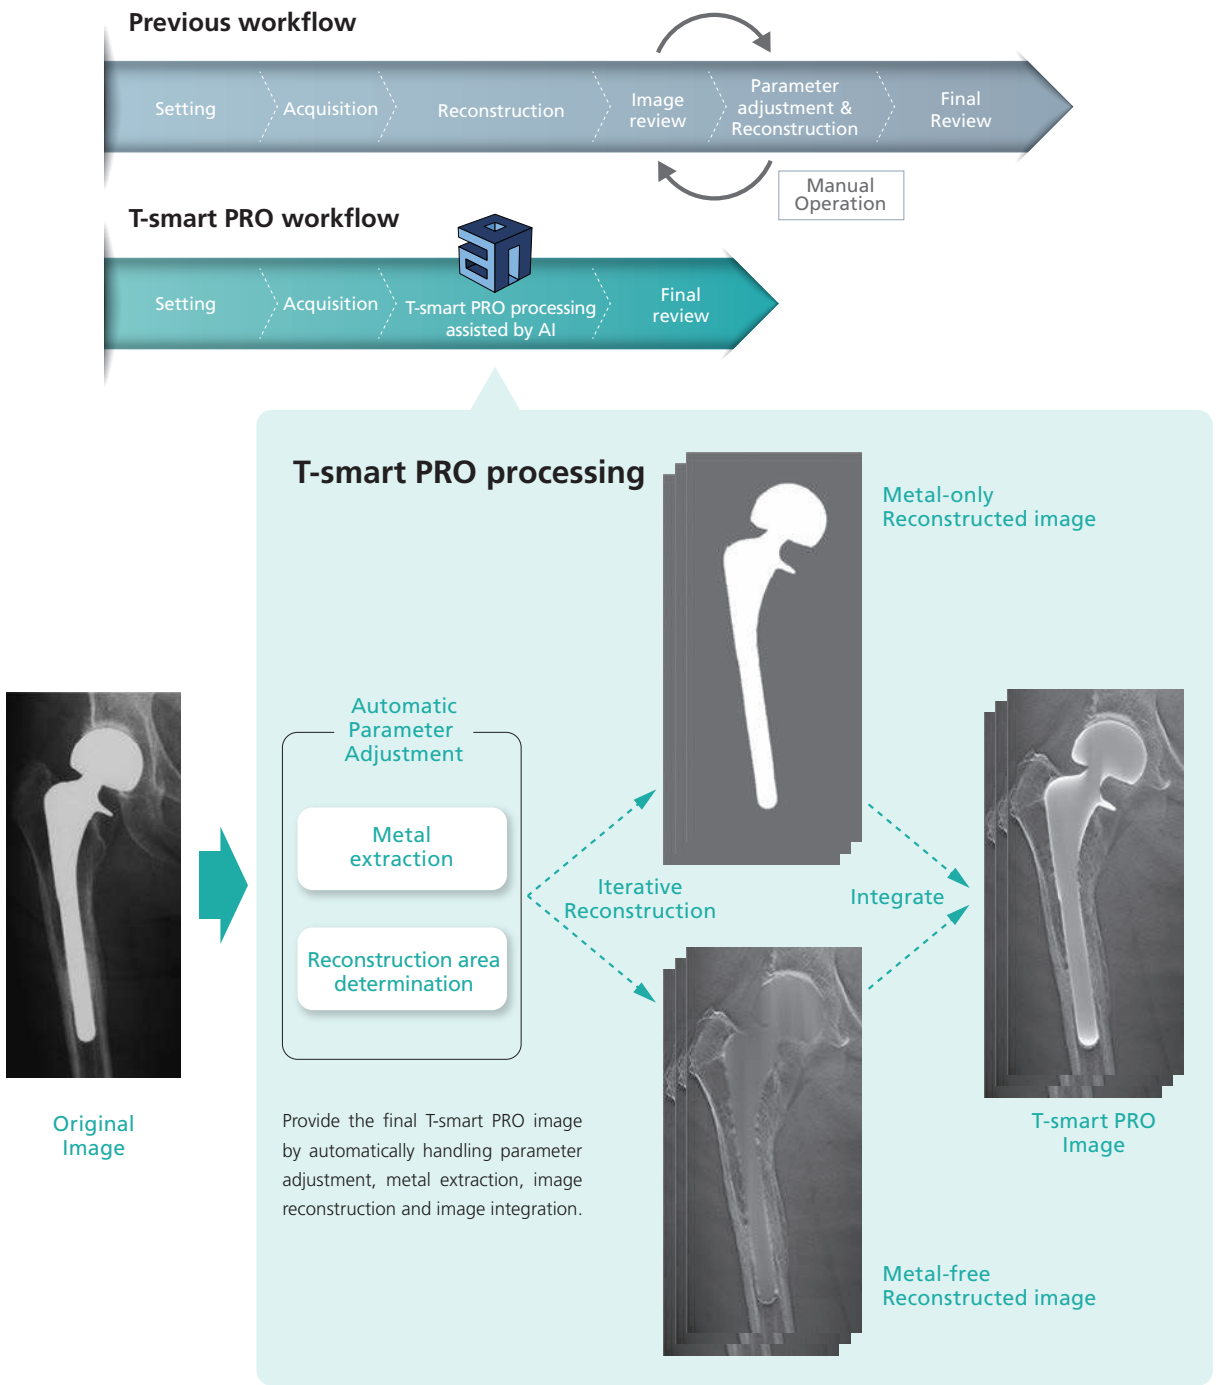 Previous workflow
Setting
Acquisition
Reconstruction
Image
review
Parameter
adjustment &
Reconstruction
Final
Review
Manual
Operation
T-smart PRO workflow
Setting
Acquisition
T-smart PRO processing
assisted by AI
Final
review
T-smart PRO processing
Metal-only
Reconstructed image
Automatic
Parameter
Adjustment
Metal
extraction
Reconstruction area
determination
Iterative
Reconstruction
Integrate
Original
Image
Provide the final T-smart PRO image
by automatically handling parameter
adjustment, metal extraction, image
reconstruction and image integration.
T-smart PRO
Image
Metal-free
Reconstructed image